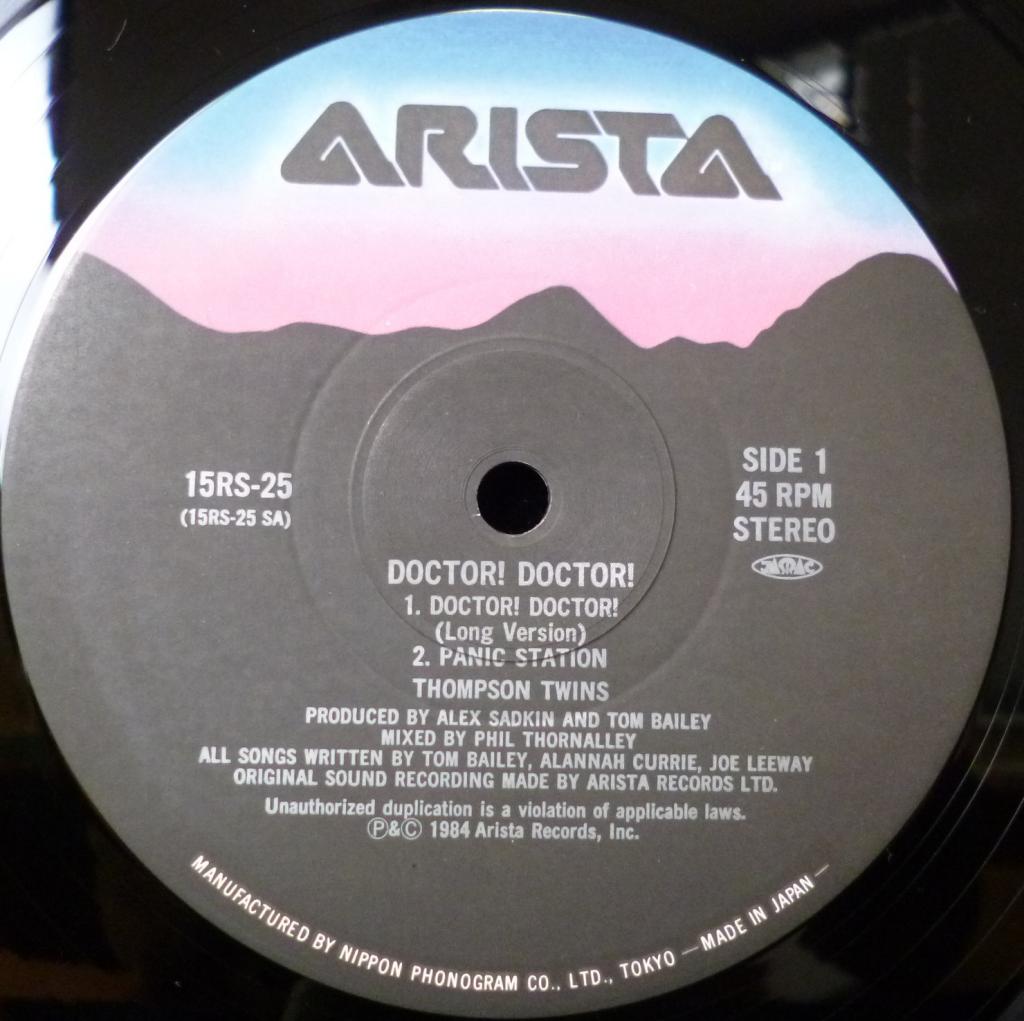 ARISTA
15RS-25
(15RS-25 SA)
SIDE 1
45 RPM
STEREO
JASRAC
DOCTOR! DOCTOR!
1. DOCTOR! DOCTOR!
(Long Version)
2. PANIC STATION
THOMPSON TWINS
PRODUCED BY ALEX SADKIN AND TOM BAILEY
MIXED BY PHIL THORNALLEY
ALL SONGS WRITTEN BY TOM BAILEY, ALANNAH CURRIE, JOE LEEWAY
ORIGINAL SOUND RECORDING MADE BY ARISTA RECORDS LTD.
Unauthorized duplication is a violation of applicable laws.
Ⓟ&Ⓒ 1984 Arista Records, Inc.
MANUFACTURED BY NIPPON PHONOGRAM CO., LTD., TOKYO — MADE IN JAPAN —